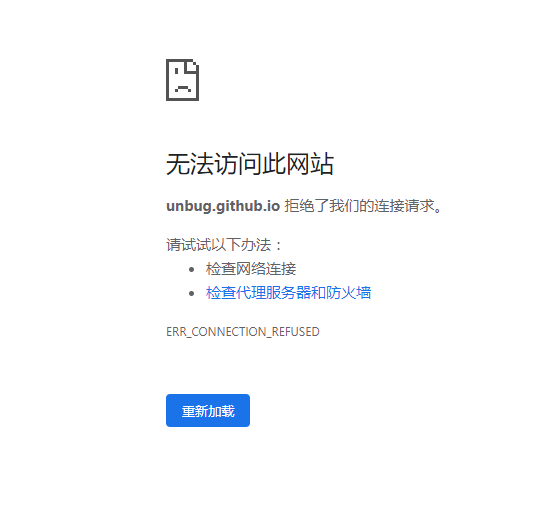 无法访问此网站
unbug.github.io 拒绝了我们的连接请求。
请试试以下办法：
• 检查网络连接
• 检查代理服务器和防火墙
ERR_CONNECTION_REFUSED
重新加载